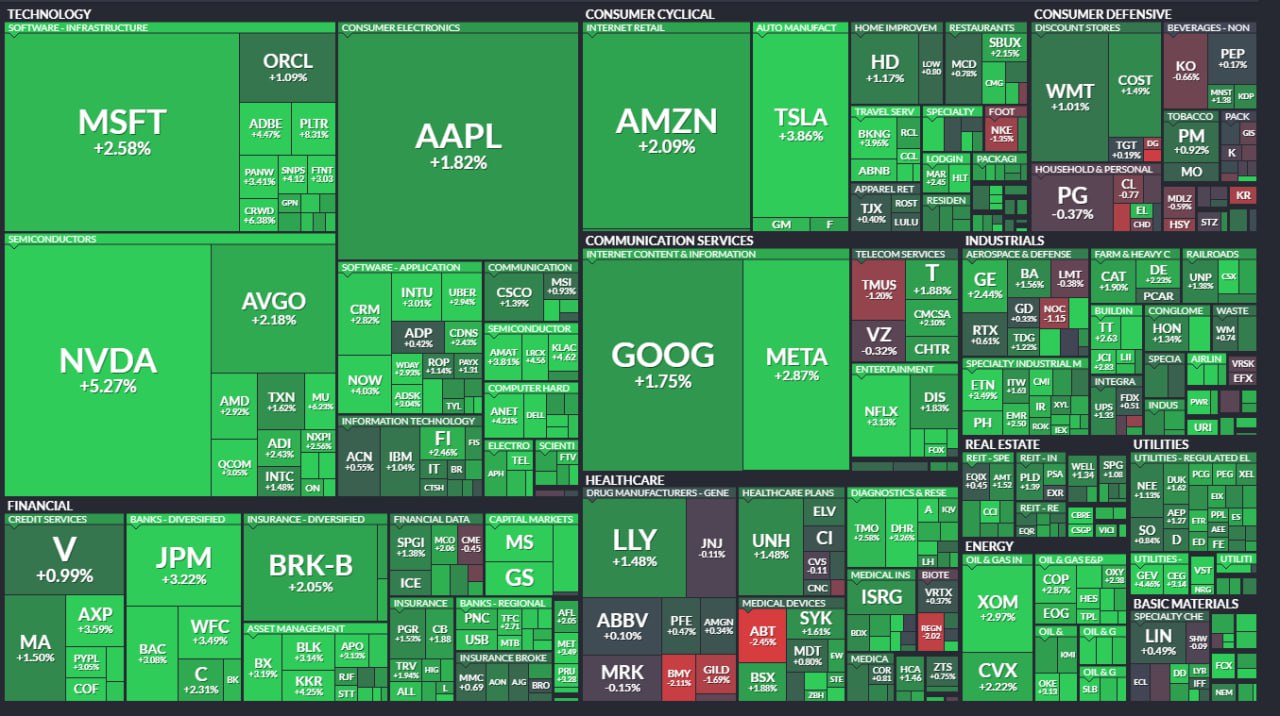 TECHNOLOGY
SOFTWARE - INFRASTRUCTURE
MSFT
+2.58%
ORCL
+1.09%
ADBE
+4.47%
PLTR
+8.31%
PANW
+3.41%
SNPS
+4.12
FTNT
+3.03
CRWD
+6.38%
GPN
CONSUMER ELECTRONICS
AAPL
+1.82%
SEMICONDUCTORS
NVDA
+5.27%
AVGO
+2.18%
AMD
+2.92%
TXN
+1.62%
MU
+6.23%
QCOM
+3.05%
ADI
+2.43%
NXPI
+2.56%
INTC
+1.48%
ON
SOFTWARE - APPLICATION
CRM
+2.82%
INTU
+3.01%
UBER
+2.94%
ADP
+0.42%
CDNS
+2.43%
NOW
+4.03%
WDAY
+2.92%
ROP
+1.14%
PAYX
+1.31
ADSK
+3.04%
TYL
COMMUNICATION
CSCO
+1.39%
MSI
+0.93%
SEMICONDUCTOR
AMAT
+3.81%
LRCX
+4.56
KLAC
+4.62
COMPUTER HARD
ANET
+4.21%
DELL
INFORMATION TECHNOLOGY
ACN
+0.55%
IBM
+1.04%
FI
+2.46%
FIS
IT
BR
CTSH
ELECTRO
APH
TEL
SCIENTI
FTV
CONSUMER CYCLICAL
INTERNET RETAIL
AMZN
+2.09%
AUTO MANUFACT
TSLA
+3.86%
GM
F
HOME IMPROVEM
HD
+1.17%
LOW
+0.80
RESTAURANTS
MCD
+0.78%
SBUX
+2.15%
CMG
TRAVEL SERV
BKNG
+3.96%
RCL
CCL
ABNB
SPECIALTY
FOOT
NKE
-1.35%
LODGIN
MAR
+2.45
HLT
PACKAGI
APPAREL RET
TJX
+0.40%
ROST
LULU
RESIDEN
CONSUMER DEFENSIVE
DISCOUNT STORES
WMT
+1.01%
COST
+1.49%
TGT
+0.19%
DG
BEVERAGES - NON
KO
-0.66%
PEP
+0.17%
MNST
+1.38
KDP
TOBACCO
PM
+0.92%
MO
PACK
GIS
K
HOUSEHOLD & PERSONAL
PG
-0.37%
CL
-0.77
EL
CHD
MDLZ
-0.59%
HSY
KR
STZ
COMMUNICATION SERVICES
INTERNET CONTENT & INFORMATION
GOOG
+1.75%
META
+2.87%
TELECOM SERVICES
TMUS
-1.20%
T
+1.88%
VZ
-0.32%
CMCSA
+2.10%
CHTR
ENTERTAINMENT
NFLX
+3.13%
DIS
+1.83%
FOX
INDUSTRIALS
AEROSPACE & DEFENSE
GE
+2.44%
BA
+1.56%
LMT
-0.38%
RTX
+0.61%
GD
+0.33%
NOC
-1.15
TDG
+1.22%
FARM & HEAVY C
CAT
+1.90%
DE
+2.23%
PCAR
RAILROADS
UNP
+1.38%
CSX
BUILDIN
TT
+2.63
JCI
+2.83
LII
CONGLOME
HON
+1.34%
WASTE
WM
+0.74
SPECIALTY INDUSTRIAL M
ETN
+3.49%
ITW
+1.63
CMI
PH
EMR
+2.50
IR
XYL
ROK
IEX
INTEGRA
UPS
+1.33
FDX
+0.51
SPECIA
INDUS
AIRLIN
VRSK
EFX
PWR
URI
HEALTHCARE
DRUG MANUFACTURERS - GENE
LLY
+1.48%
JNJ
-0.11%
ABBV
+0.10%
PFE
+0.47%
AMGN
+0.34%
MRK
-0.15%
BMY
-2.11%
GILD
-1.69%
HEALTHCARE PLANS
UNH
+1.48%
ELV
CI
CVS
-0.11
CNC
MEDICAL DEVICES
ABT
-2.45%
SYK
+1.61%
MDT
+0.80%
EW
BSX
+1.88%
STE
ZBH
DIAGNOSTICS & RESE
TMO
+2.58%
DHR
+3.26%
A
IQV
LH
MEDICAL INS
ISRG
BDX
BIOTE
VRTX
+0.37%
REGN
-2.02
MEDICA
COR
+0.81
HCA
+1.46
ZTS
+0.75%
REAL ESTATE
REIT - SPE
EQIX
+0.45
AMT
+1.52
CCI
REIT - IN
PLD
+1.39
PSA
EXR
WELL
+1.34
SPG
+1.08
REIT - RE
EQR
CBRE
CSGP
VICI
UTILITIES
UTILITIES - REGULATED EL
NEE
+1.13%
DUK
+1.62
PCG
PEG
XEL
EIX
SO
+0.84%
AEP
+1.27
ETR
PPL
ES
AEE
D
ED
FE
UTILITIES -
GEV
+4.46%
CEG
+2.14
VST
NRG
UTILITI
ENERGY
OIL & GAS IN
XOM
+2.97%
CVX
+2.22%
OIL & GAS E&P
COP
+2.87%
OXY
+2.38
HES
EOG
TPL
OIL &
KMI
OKE
+3.13
OIL & G
OIL & G
SLB
BASIC MATERIALS
SPECIALTY CHE
LIN
+0.49%
SHW
-0.09
ECL
DD
LYB
IFF
FCX
NEM
FINANCIAL
CREDIT SERVICES
V
+0.99%
MA
+1.50%
AXP
+3.59%
PYPL
+3.05%
COF
BANKS - DIVERSIFIED
JPM
+3.22%
BAC
+3.08%
WFC
+3.49%
C
+2.31%
BK
INSURANCE - DIVERSIFIED
BRK-B
+2.05%
ASSET MANAGEMENT
BX
+3.19%
BLK
+3.14%
APO
+3.13%
KKR
+4.25%
RJF
STT
FINANCIAL DATA
SPGI
+1.38%
MCO
+2.06
CME
-0.45
ICE
CAPITAL MARKETS
MS
GS
INSURANCE
PGR
+1.53%
CB
+1.88
TRV
+1.94%
HIG
ALL
L
BANKS - REGIONAL
PNC
TFC
+2.71
USB
MTB
INSURANCE BROKE
MMC
+0.69
AON
AJG
BRO
AFL
+2.05
MET
+2.49
PRU
+2.28